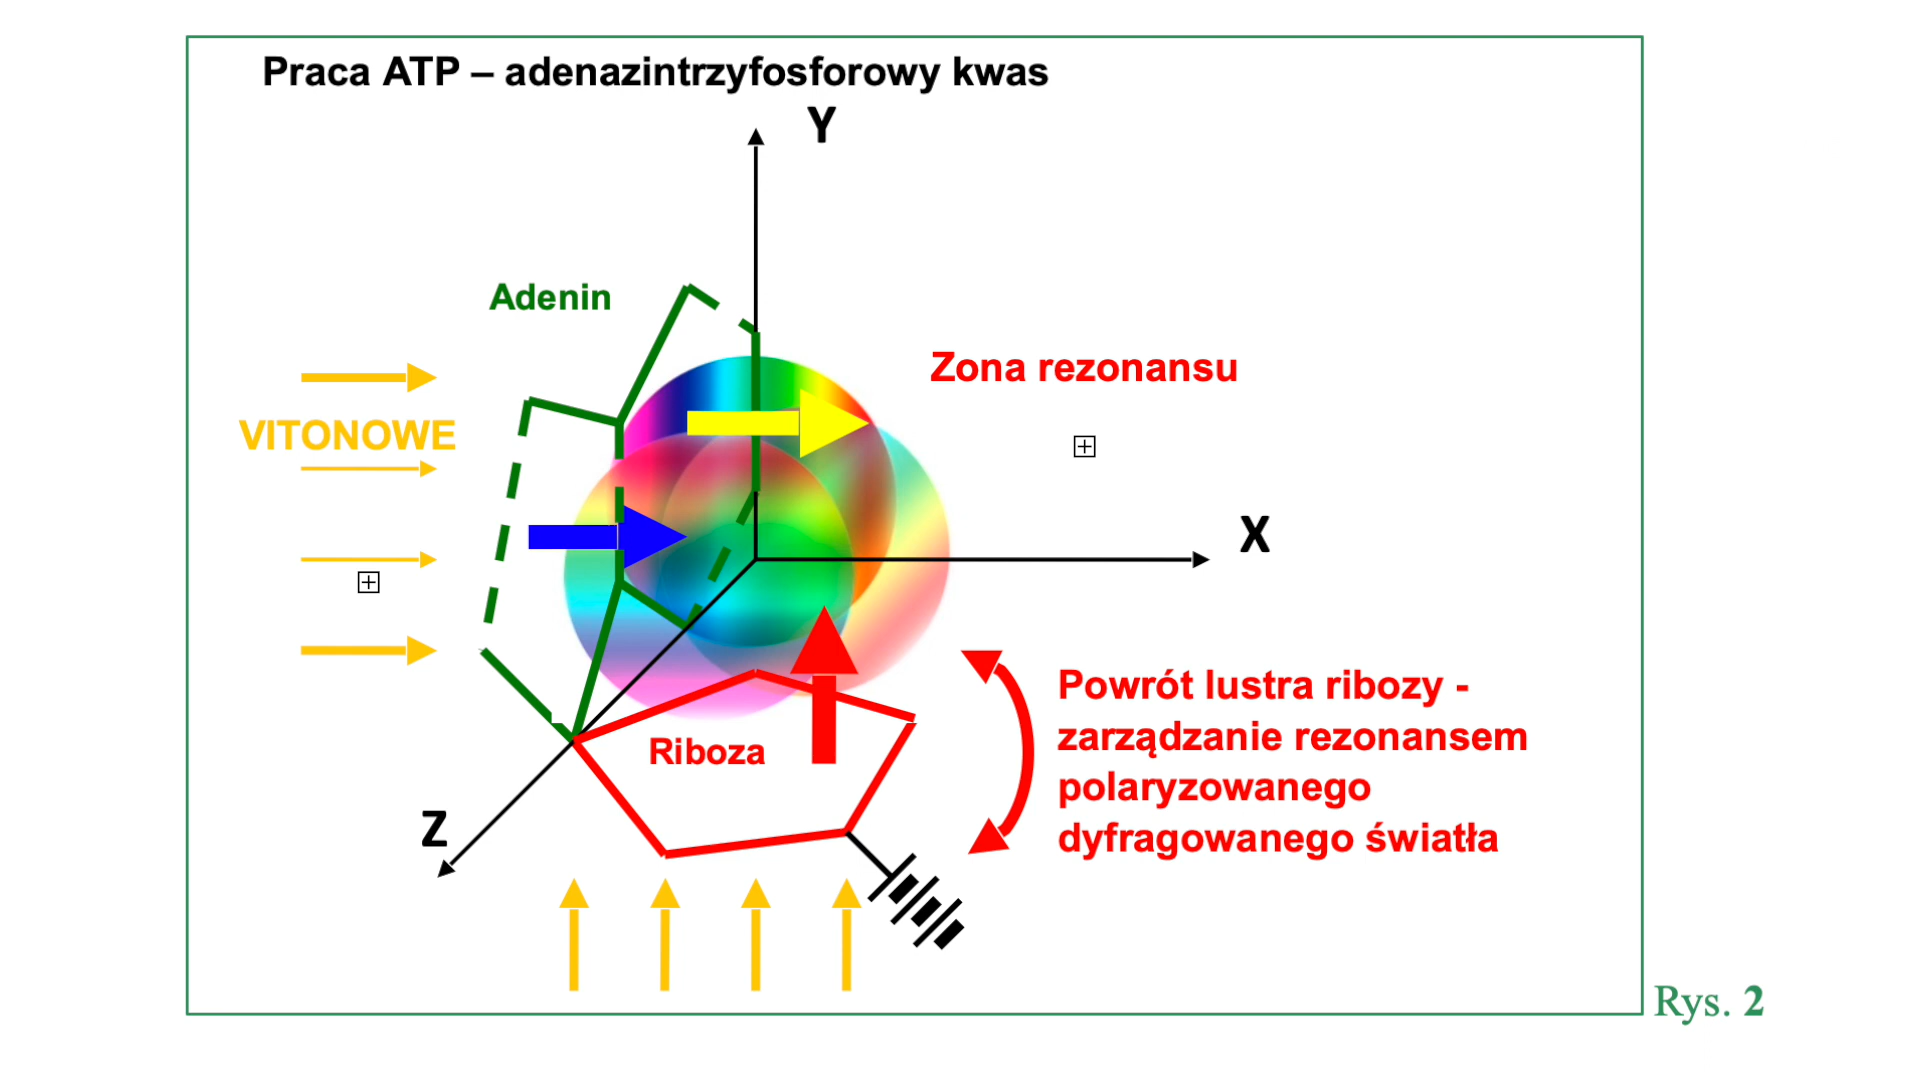 Praca ATP – adenazintrzyfosforowy kwas
Y
Adenin
Zona rezonansu
VITONOWE
X
Powrót lustra ribozy -
zarządzanie rezonansem
polaryzowanego
dyfragowanego światła
Riboza
Z
Rys. 2